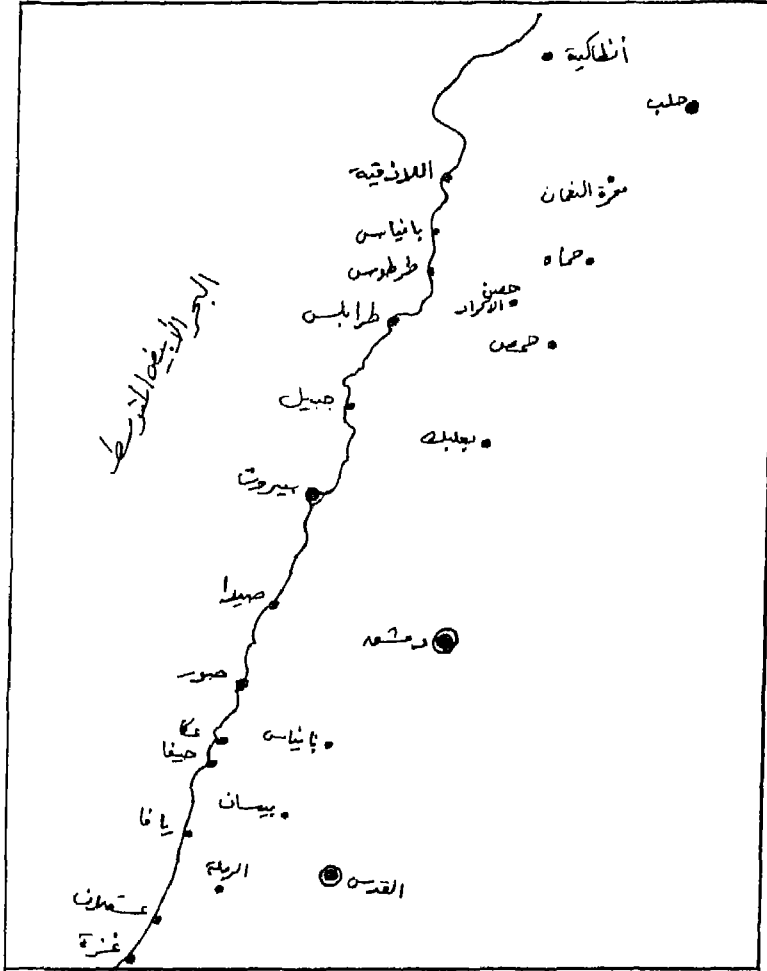 أنطاكية
حلب
اللاذقية
معرة النعمان
بانياس
حماه
طرطوس
حصن
الأكراد
طرابلس
حمص
البحر الأبيض المتوسط
جبيل
بعلبك
بيروت
صيدا
دمشق
صور
عكا
بانياس
حيفا
بيسان
يافا
الرملة
القدس
عسقلان
غزة